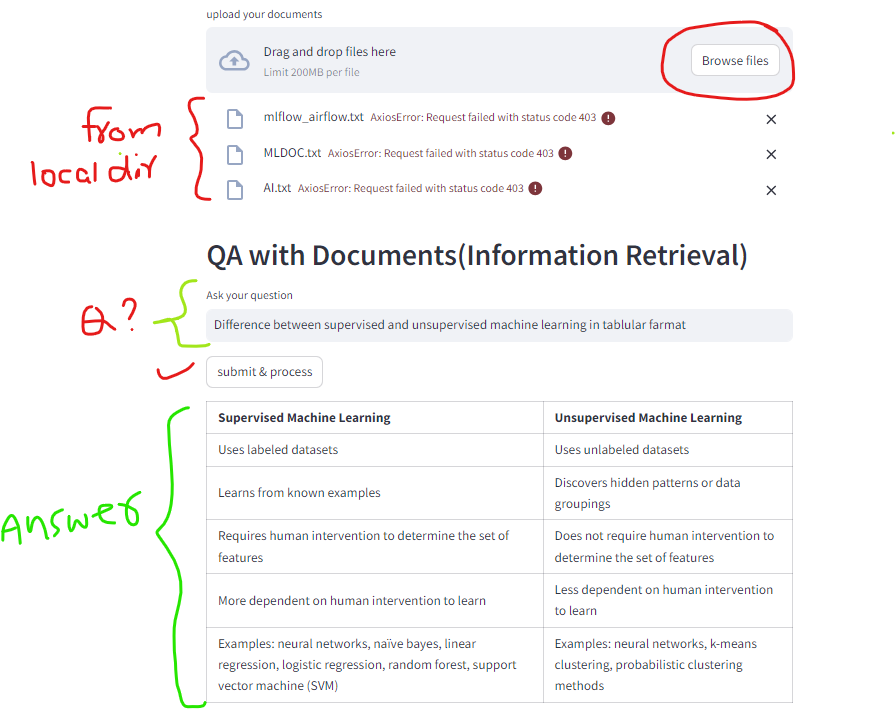 upload your documents
Drag and drop files here
Limit 200MB per file
Browse files
from
local dir
mlflow_airflow.txt AxiosError: Request failed with status code 403
MLDOC.txt AxiosError: Request failed with status code 403
AI.txt AxiosError: Request failed with status code 403
QA with Documents(Information Retrieval)
Q?
Ask your question
Difference between supervised and unsupervised machine learning in tablular farmat
submit & process
Answer
Supervised Machine Learning
Unsupervised Machine Learning
Uses labeled datasets
Uses unlabeled datasets
Learns from known examples
Discovers hidden patterns or data
groupings
Requires human intervention to determine the set of
features
Does not require human intervention to
determine the set of features
More dependent on human intervention to learn
Less dependent on human intervention
to learn
Examples: neural networks, naïve bayes, linear
regression, logistic regression, random forest, support
vector machine (SVM)
Examples: neural networks, k-means
clustering, probabilistic clustering
methods